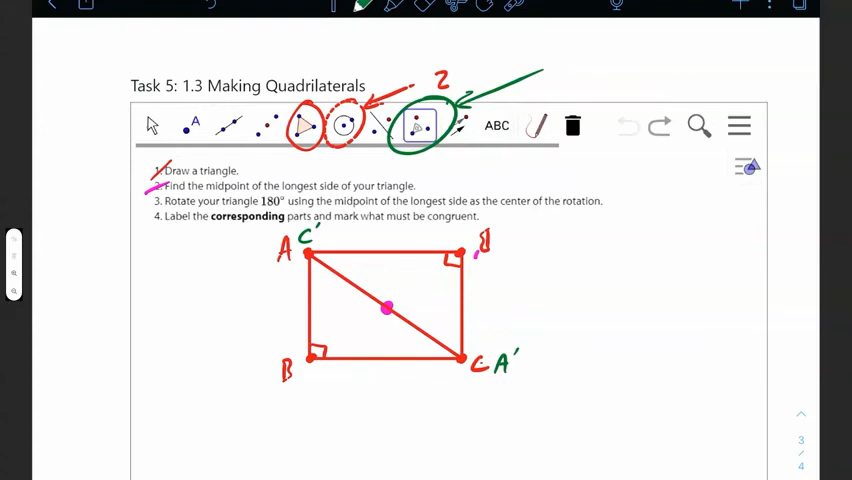 Task 5: 1.3 Making Quadrilaterals
2
A
ABC
1. Draw a triangle.
2. Find the midpoint of the longest side of your triangle.
3. Rotate your triangle 180° using the midpoint of the longest side as the center of the rotation.
4. Label the corresponding parts and mark what must be congruent.
A C'
B
B
C A'
3
/
4